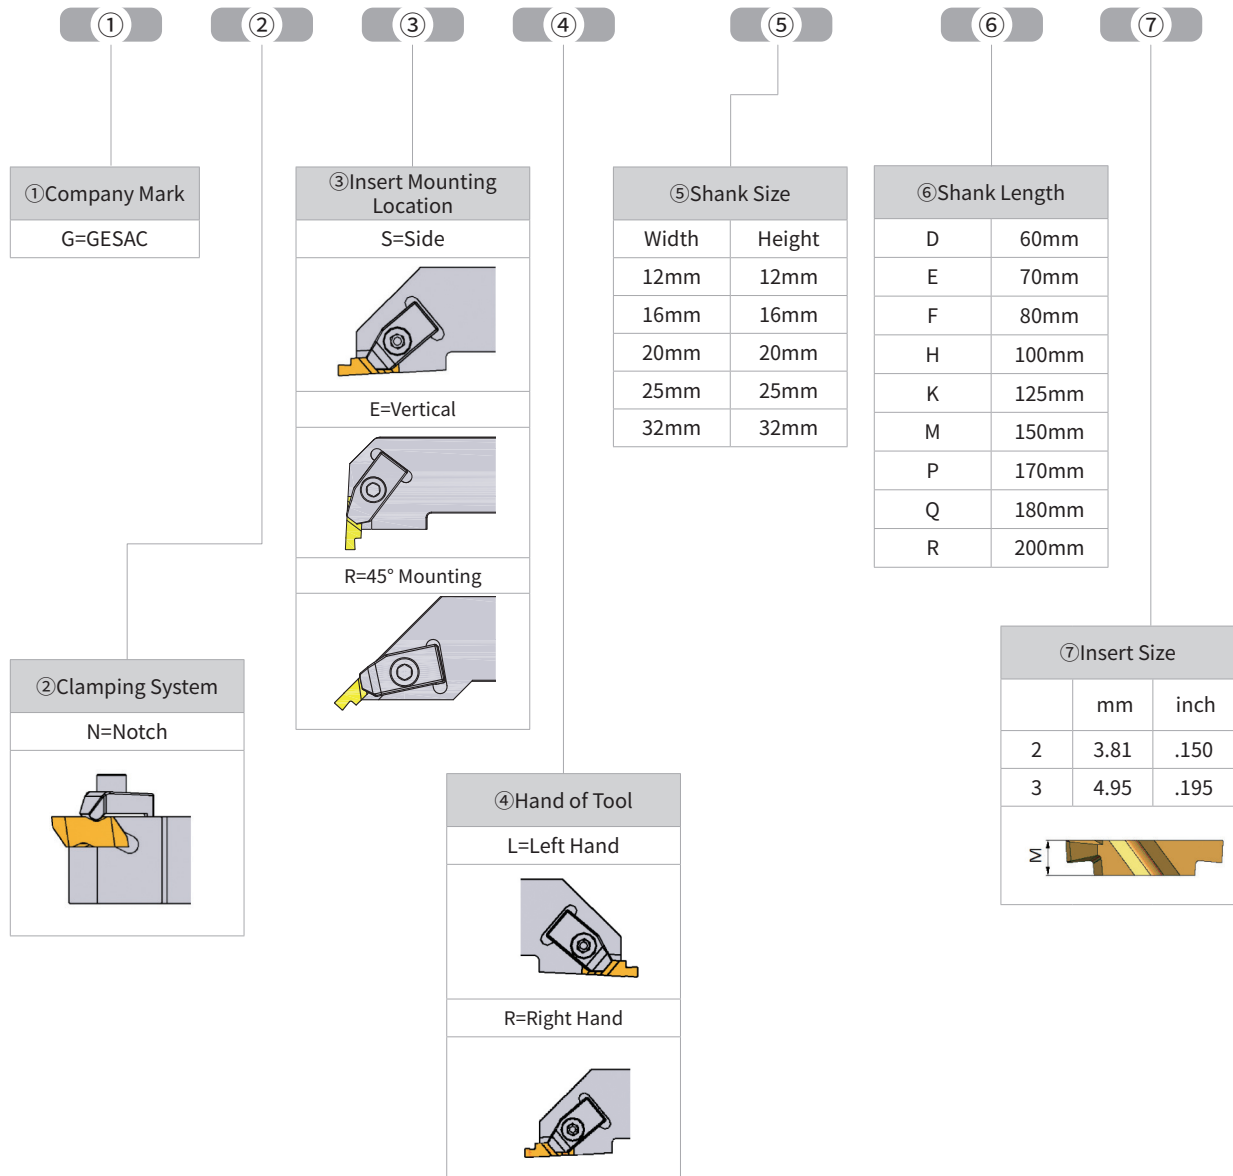 ① ② ③ ④ ⑤ ⑥ ⑦
①Company Mark
G=GESAC
③Insert Mounting
Location
S=Side
E=Vertical
R=45° Mounting
⑤Shank Size
Width Height
12mm 12mm
16mm 16mm
20mm 20mm
25mm 25mm
32mm 32mm
⑥Shank Length
D 60mm
E 70mm
F 80mm
H 100mm
K 125mm
M 150mm
P 170mm
Q 180mm
R 200mm
②Clamping System
N=Notch
④Hand of Tool
L=Left Hand
R=Right Hand
⑦Insert Size
mm inch
2 3.81 .150
3 4.95 .195
M